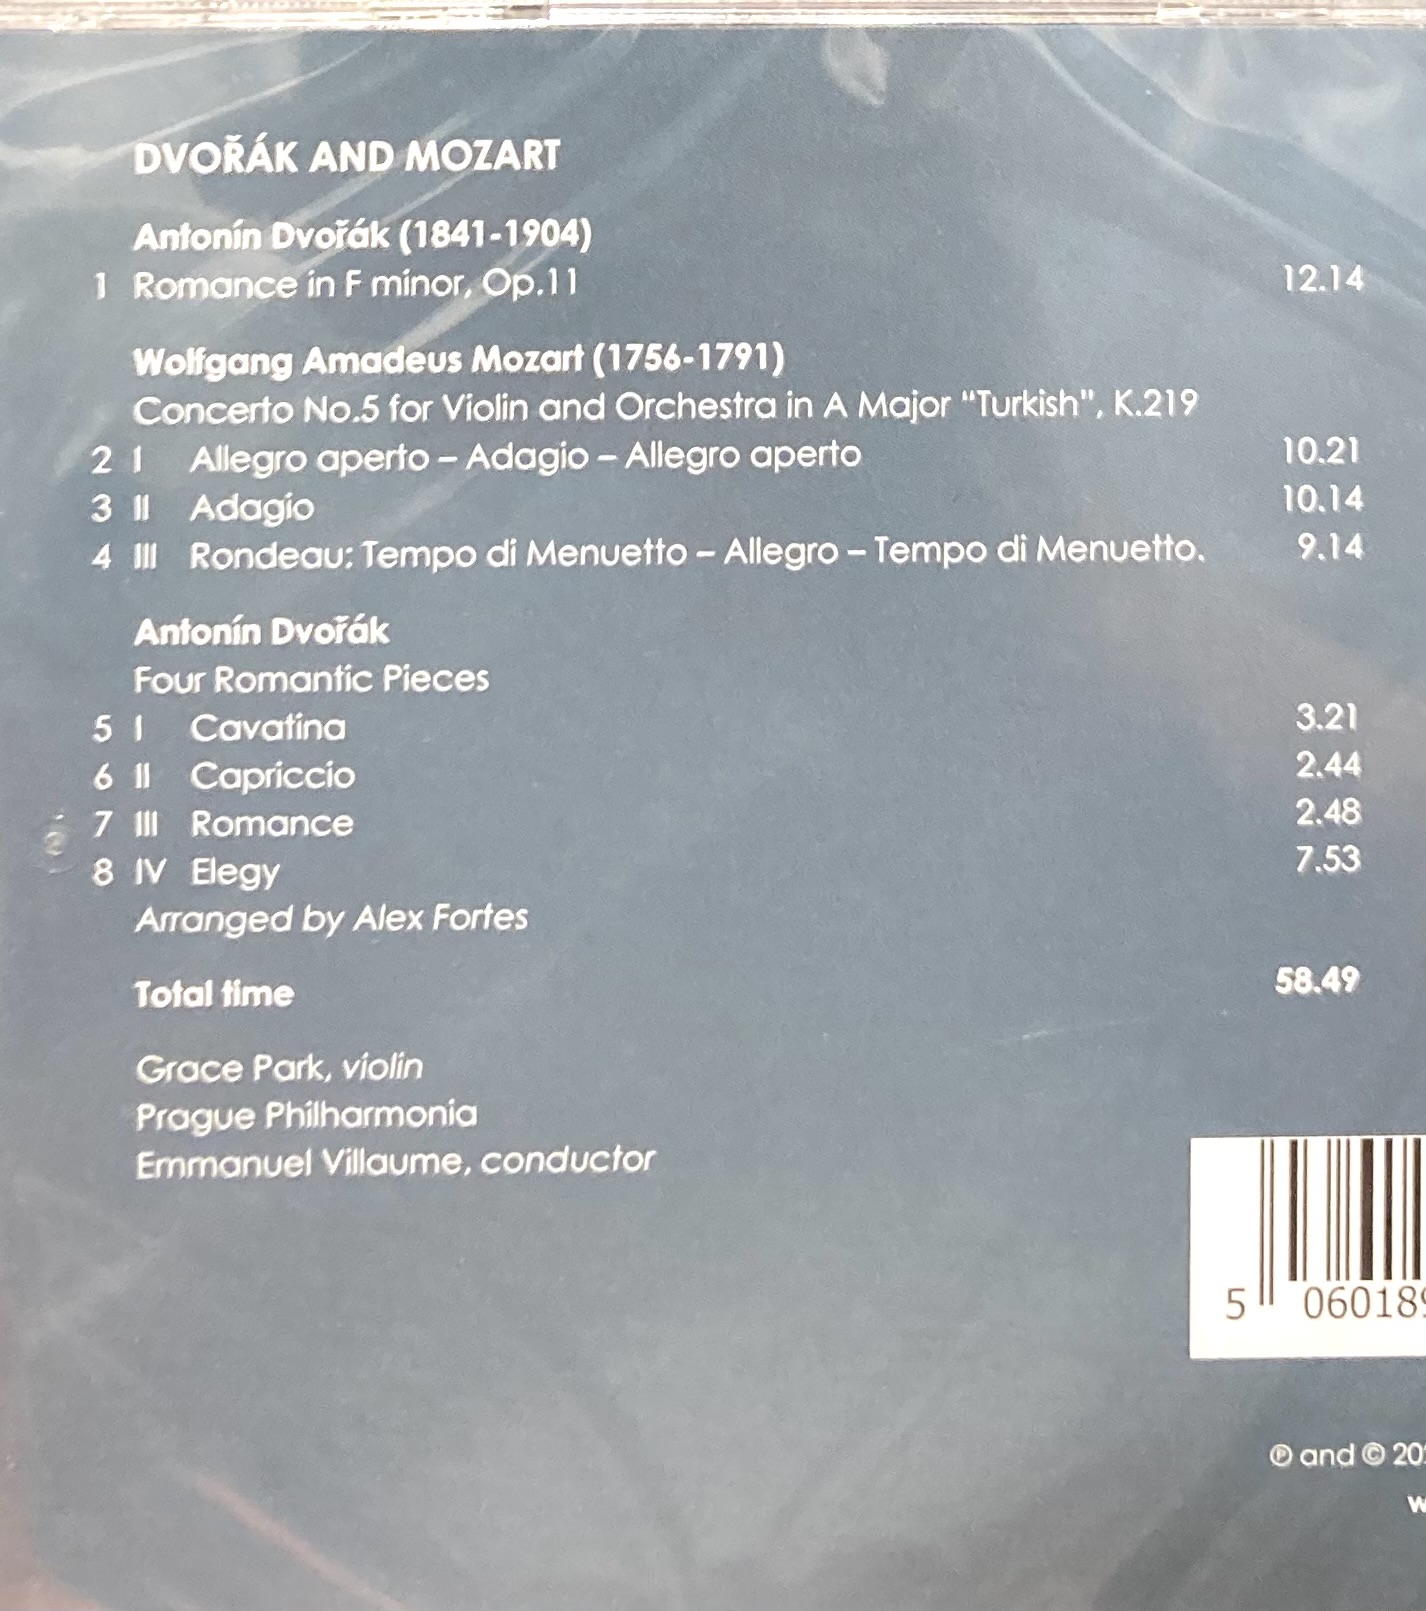 DVOŘÁK AND MOZART
Antonín Dvořák (1841-1904)
1 Romance in F minor, Op.11 12.14
Wolfgang Amadeus Mozart (1756-1791)
Concerto No.5 for Violin and Orchestra in A Major “Turkish”, K.219
2 I Allegro aperto – Adagio – Allegro aperto 10.21
3 II Adagio 10.14
4 III Rondeau: Tempo di Menuetto – Allegro – Tempo di Menuetto. 9.14
Antonín Dvořák
Four Romantic Pieces
5 I Cavatina 3.21
6 II Capriccio 2.44
7 III Romance 2.48
8 IV Elegy 7.53
Arranged by Alex Fortes
Total time 58.49
Grace Park, violin
Prague Philharmonia
Emmanuel Villaume, conductor
5 060189
℗ and © 20
w